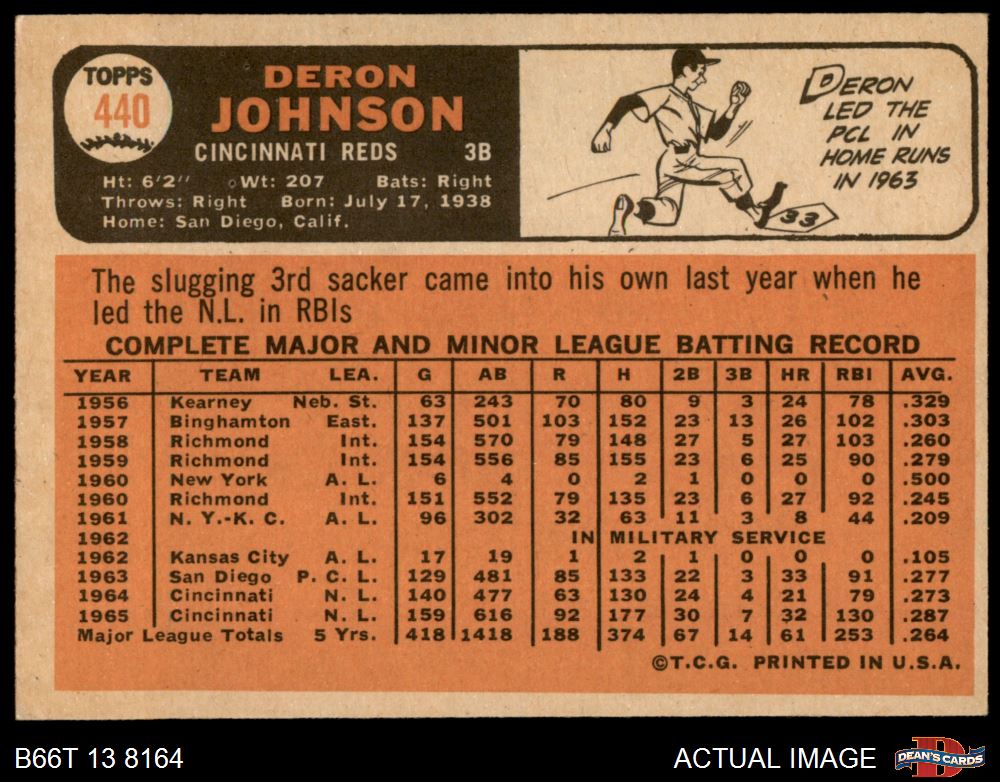 TOPPS
440
DERON
JOHNSON
CINCINNATI REDS 3B
Ht: 6'2" Wt: 207 Bats: Right
Throws: Right Born: July 17, 1938
Home: San Diego, Calif.
DERON
LED THE
PCL IN
HOME RUNS
IN 1963
33
The slugging 3rd sacker came into his own last year when he
led the N.L. in RBIs
COMPLETE MAJOR AND MINOR LEAGUE BATTING RECORD
YEAR TEAM LEA. G AB R H 2B 3B HR RBI AVG.
1956 Kearney Neb. St. 63 243 70 80 9 3 24 78 .329
1957 Binghamton East. 137 501 103 152 23 13 26 102 .303
1958 Richmond Int. 154 570 79 148 27 5 27 103 .260
1959 Richmond Int. 154 556 85 155 23 6 25 90 .279
1960 New York A. L. 6 4 0 2 1 0 0 0 .500
1960 Richmond Int. 151 552 79 135 23 6 27 92 .245
1961 N. Y.-K. C. A. L. 96 302 32 63 11 3 8 44 .209
1962 IN MILITARY SERVICE
1962 Kansas City A. L. 17 19 1 2 1 0 0 0 .105
1963 San Diego P. C. L. 129 481 85 133 22 3 33 91 .277
1964 Cincinnati N. L. 140 477 63 130 24 4 21 79 .273
1965 Cincinnati N. L. 159 616 92 177 30 7 32 130 .287
Major League Totals 5 Yrs. 418 1418 188 374 67 14 61 253 .264
©T.C.G. PRINTED IN U.S.A.
B66T 13 8164
ACTUAL IMAGE
D
DEAN'S CARDS